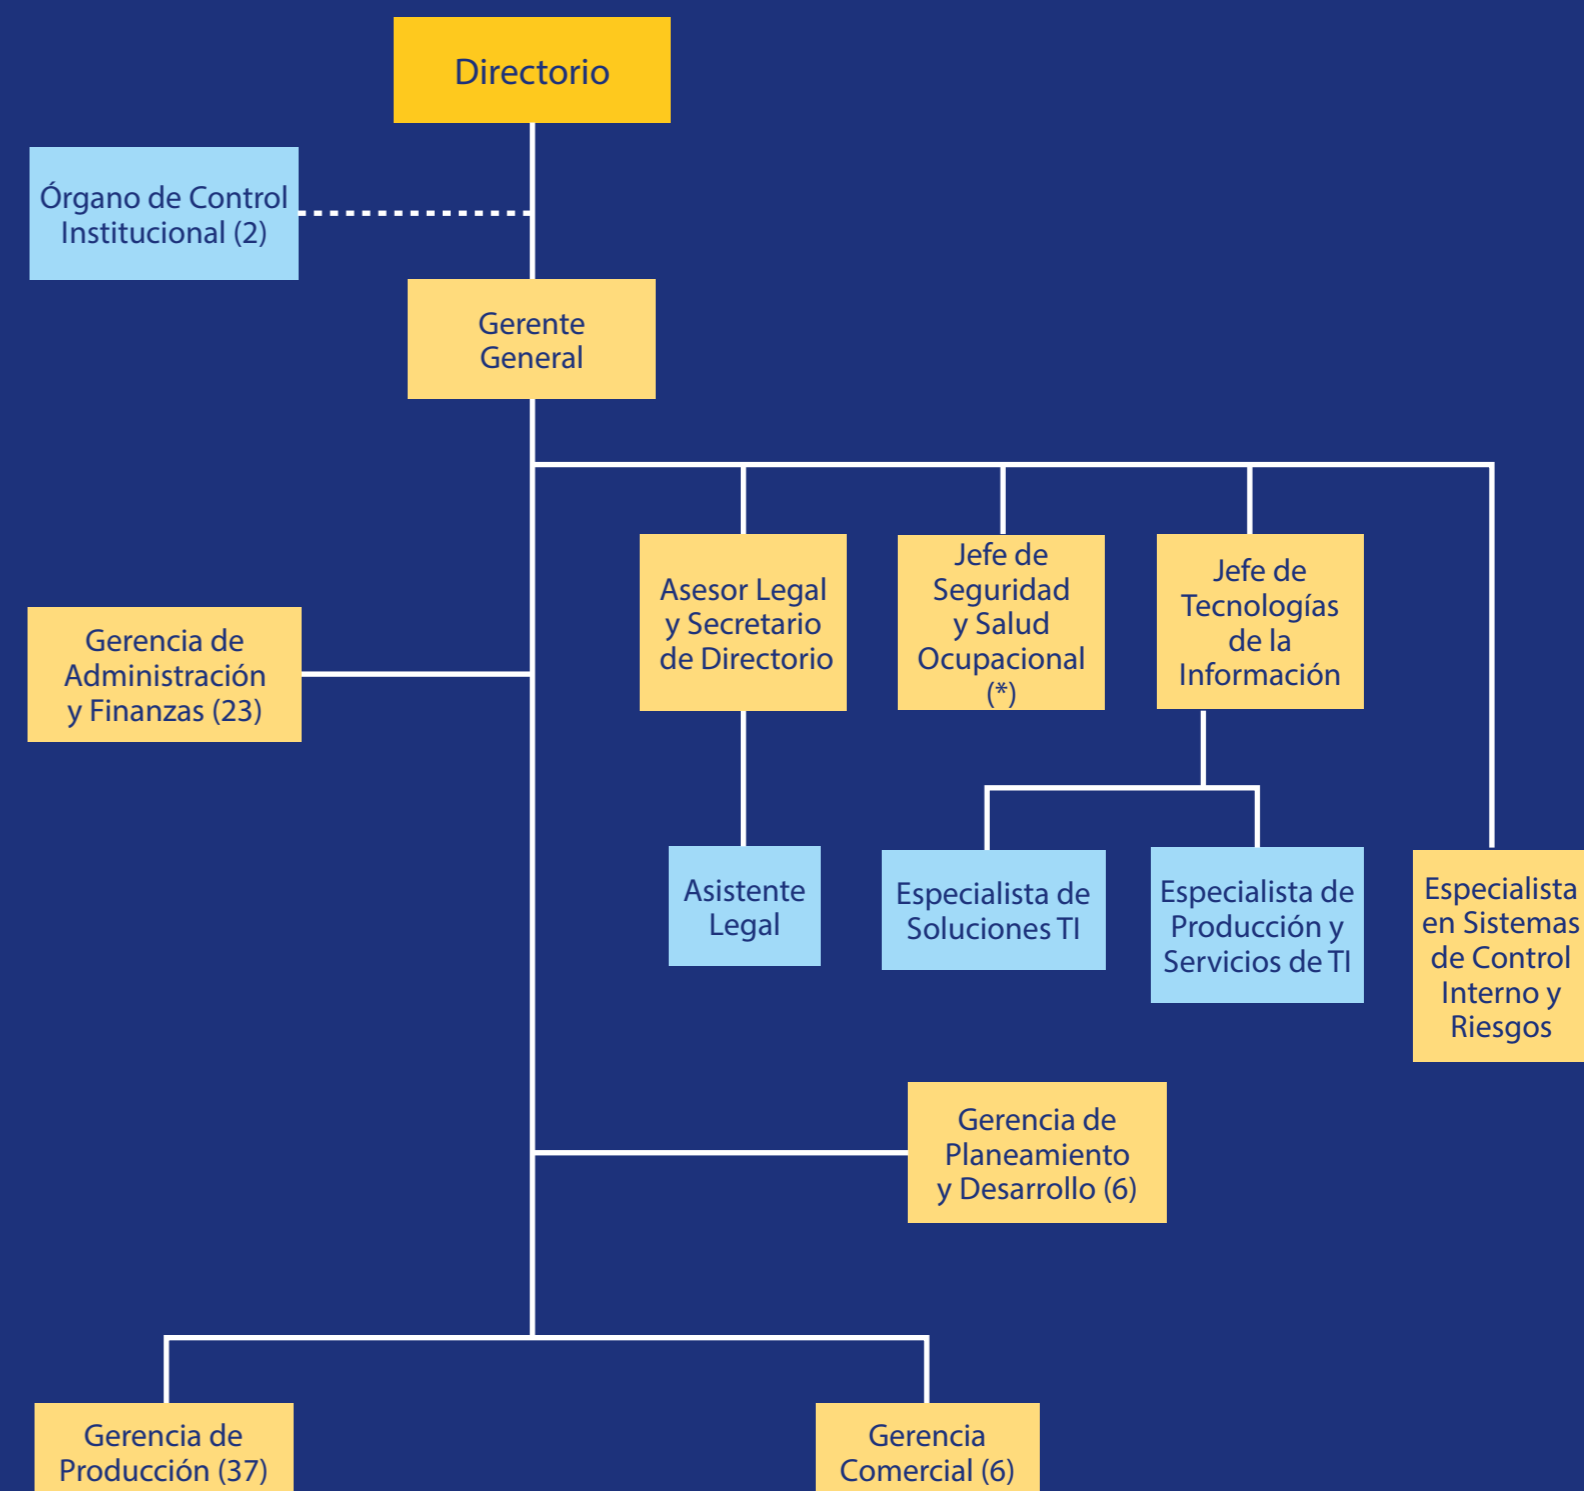 Directorio
Órgano de Control
Institucional (2)
Gerente
General
Asesor Legal
y Secretario
de Directorio
Jefe de
Seguridad
y Salud
Ocupacional
(*)
Jefe de
Tecnologías
de la
Información
Gerencia de
Administración
y Finanzas (23)
Asistente
Legal
Especialista de
Soluciones TI
Especialista de
Producción y
Servicios de TI
Especialista
en Sistemas
de Control
Interno y
Riesgos
Gerencia de
Planeamiento
y Desarrollo (6)
Gerencia de
Producción (37)
Gerencia
Comercial (6)